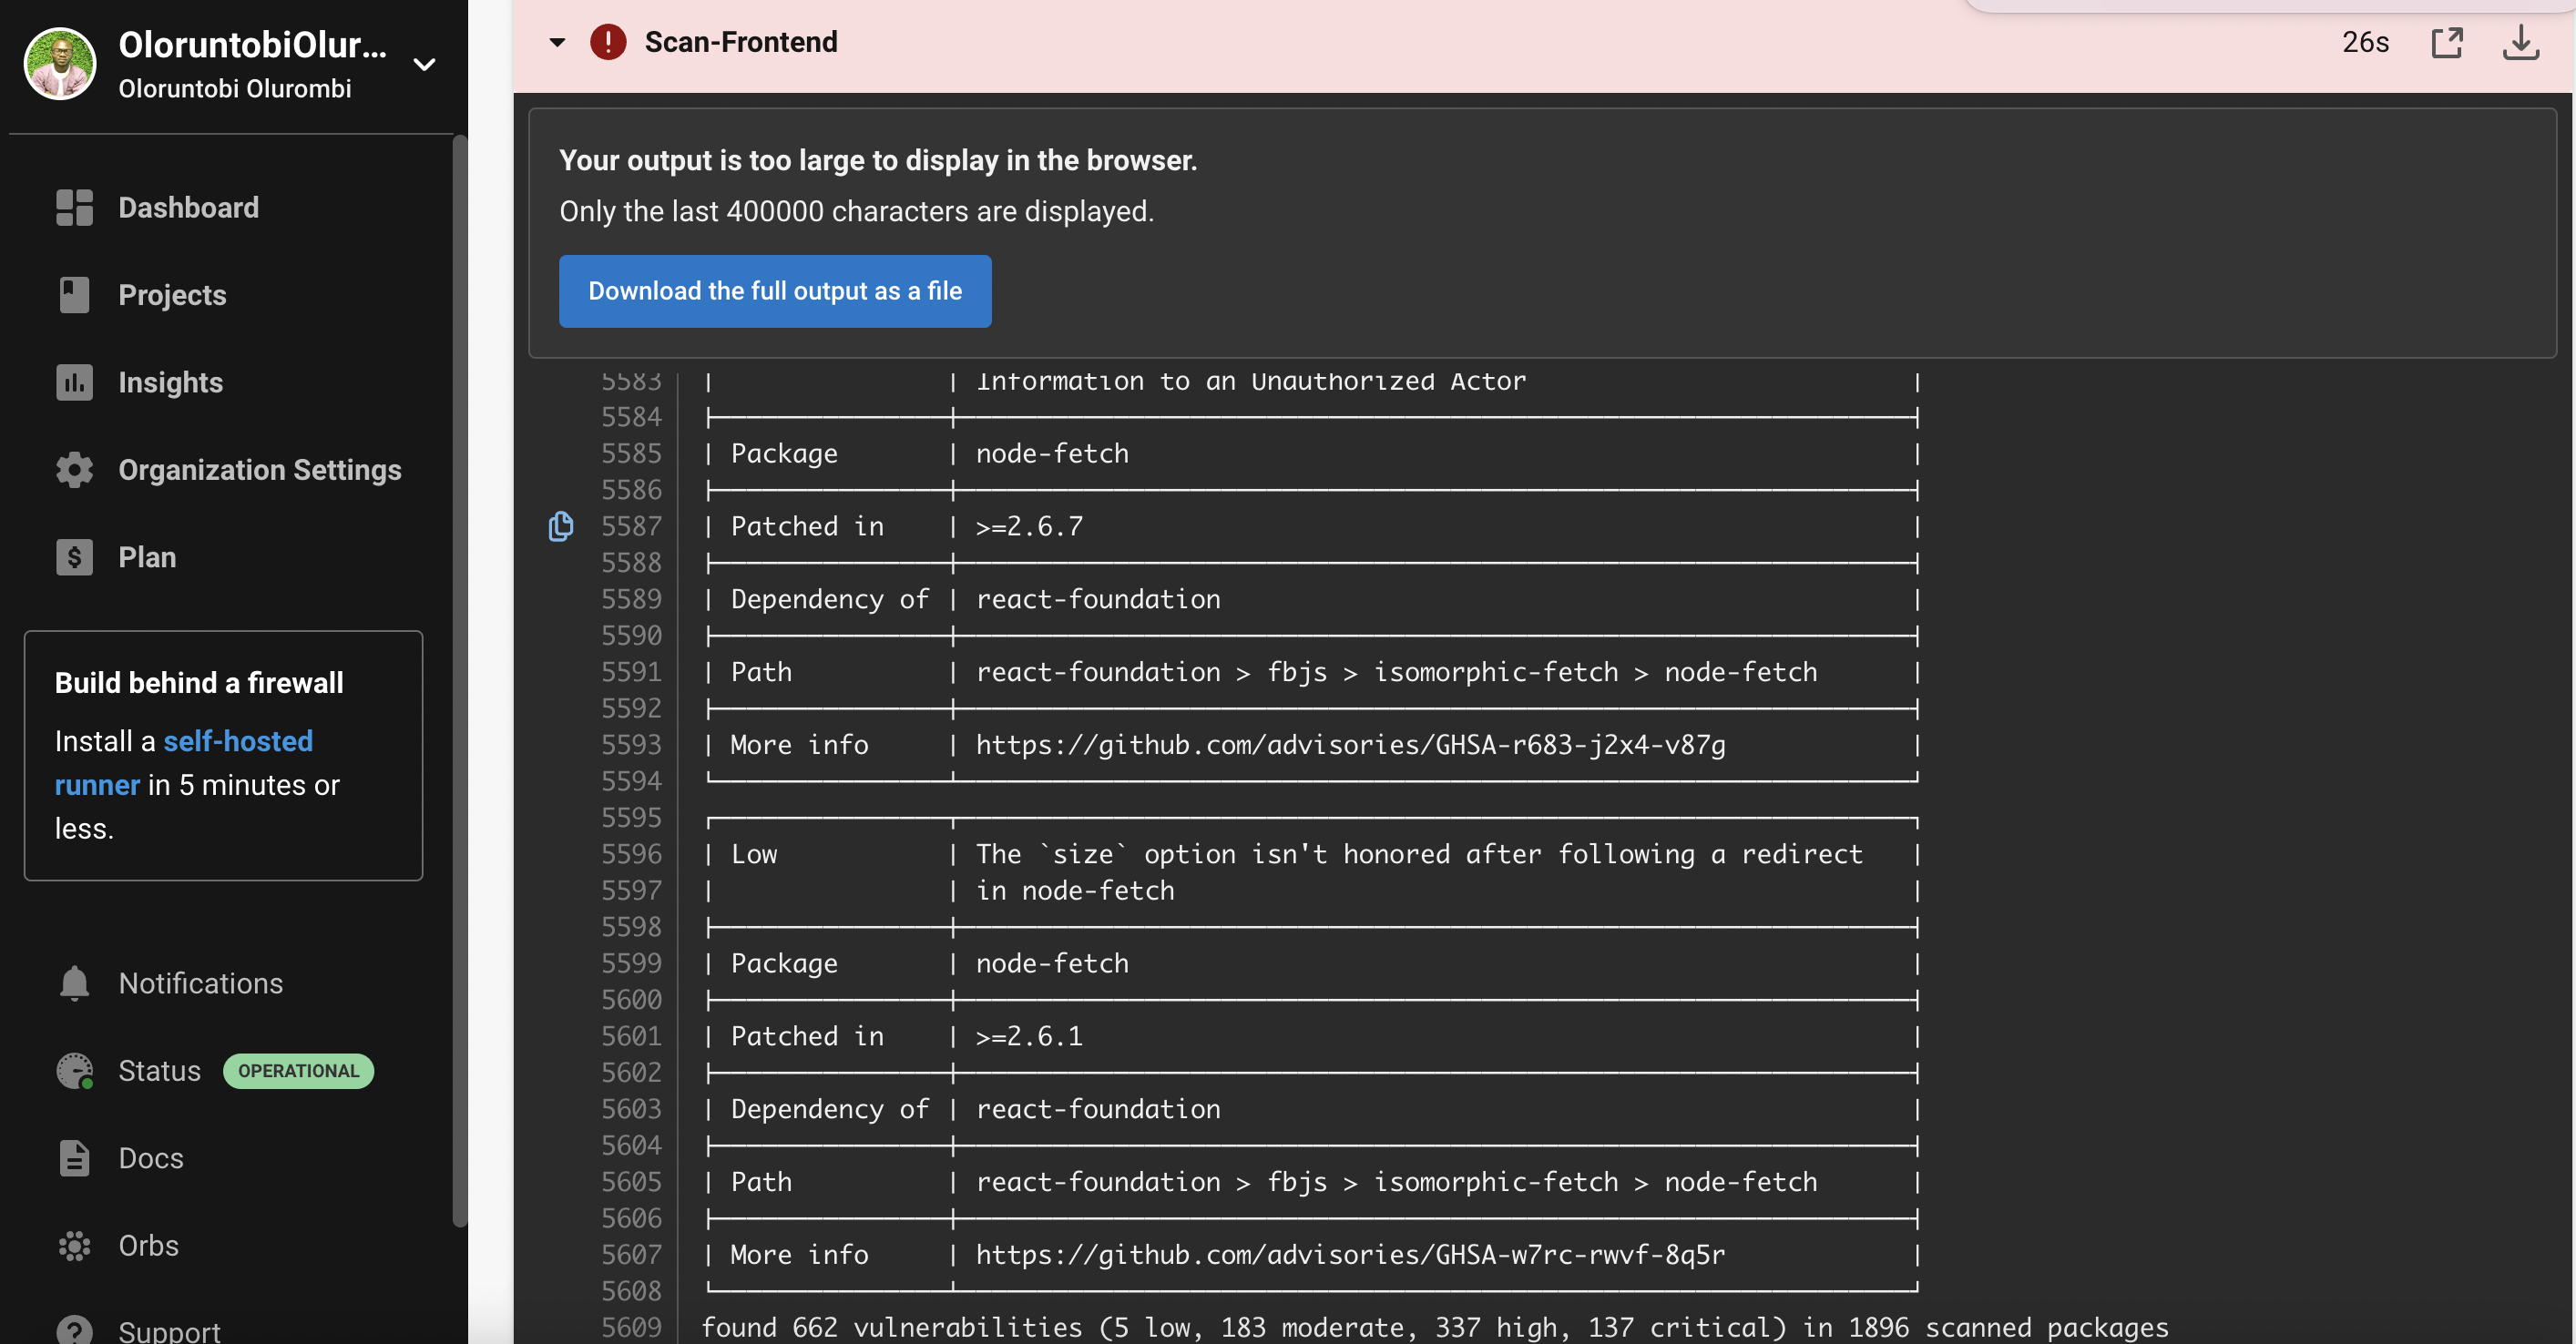 OloruntobiOlur...
Oloruntobi Olurombi
Dashboard
Projects
Insights
Organization Settings
$ Plan
Build behind a firewall
Install a self-hosted
runner in 5 minutes or
less.
Notifications
Status OPERATIONAL
Docs
Orbs
? Support
! Scan-Frontend 26s
Your output is too large to display in the browser.
Only the last 400000 characters are displayed.
Download the full output as a file
5583 | | Information to an Unauthorized Actor |
5584
5585 | Package | node-fetch |
5586
5587 | Patched in | >=2.6.7 |
5588
5589 | Dependency of | react-foundation |
5590
5591 | Path | react-foundation > fbjs > isomorphic-fetch > node-fetch |
5592
5593 | More info | https://github.com/advisories/GHSA-r683-j2x4-v87g |
5594
5595
5596 | Low | The `size` option isn't honored after following a redirect |
5597 | | in node-fetch |
5598
5599 | Package | node-fetch |
5600
5601 | Patched in | >=2.6.1 |
5602
5603 | Dependency of | react-foundation |
5604
5605 | Path | react-foundation > fbjs > isomorphic-fetch > node-fetch |
5606
5607 | More info | https://github.com/advisories/GHSA-w7rc-rwvf-8q5r |
5608
5609 found 662 vulnerabilities (5 low, 183 moderate, 337 high, 137 critical) in 1896 scanned packages